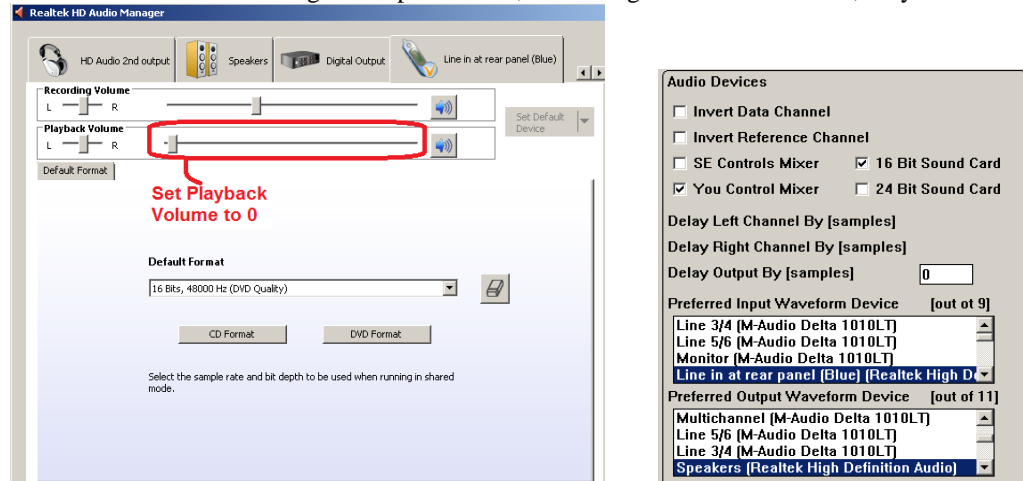 Realtek HD Audio Manager
HD Audio 2nd output
Speakers
Digital Output
Line in at rear panel (Blue)
Recording Volume
L R
Set Default
Device
Playback Volume
L R
Default Format
Set Playback
Volume to 0
Default Format
16 Bits, 48000 Hz (DVD Quality)
CD Format
DVD Format
Select the sample rate and bit depth to be used when running in shared
mode.
Audio Devices
Invert Data Channel
Invert Reference Channel
SE Controls Mixer 16 Bit Sound Card
You Control Mixer 24 Bit Sound Card
Delay Left Channel By [samples]
Delay Right Channel By [samples]
Delay Output By [samples] 0
Preferred Input Waveform Device [out ot 9]
Line 3/4 (M-Audio Delta 1010LT)
Line 5/6 (M-Audio Delta 1010LT)
Monitor (M-Audio Delta 1010LT)
Line in at rear panel (Blue) (Realtek High De
Preferred Output Waveform Device [out of 11]
Multichannel (M-Audio Delta 1010LT)
Line 5/6 (M-Audio Delta 1010LT)
Line 3/4 (M-Audio Delta 1010LT)
Speakers (Realtek High Definition Audio)